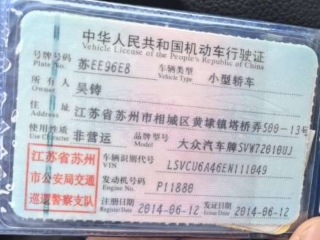 中华人民共和国机动车行驶证
Vehicle License of the People's Republic of China
号牌号码 苏EE96E8 车辆类型 小型轿车
Plate No. Vehicle Type
所有人 吴铸
Owner
住址 江苏省苏州市相城区黄埭镇塔桥弄500-13号
Address
使用性质 非营运 品牌型号 大众汽车牌SVW72010UJ
Use Character Model
江苏省苏州
市公安局交通
巡逻警察支队
车辆识别代号 LSVCU6A46EN111049
VIN
发动机号码 P11880
Engine No.
注册日期 2014-06-12 发证日期 2014-06-12
Register Date Issue Date